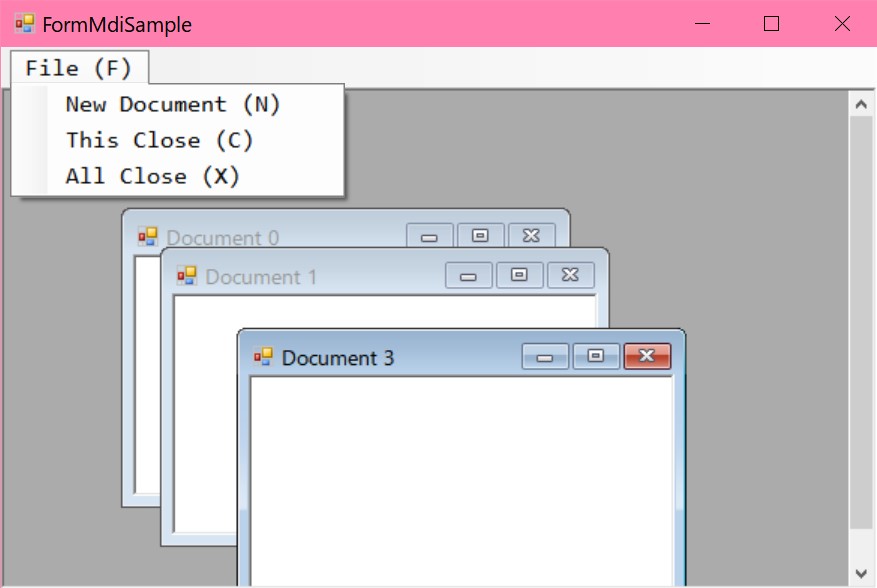 FormMdiSample
File (F)
New Document (N)
This Close (C)
All Close (X)
Document 0
Document 1
Document 3